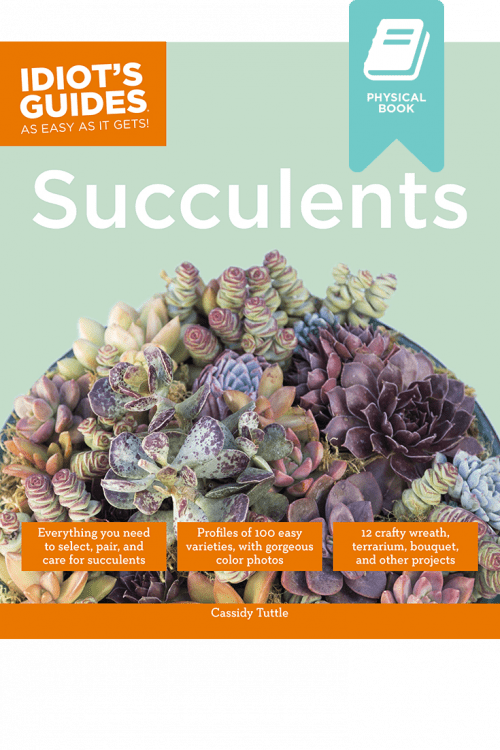 PHYSICAL
BOOK
IDIOT'S
GUIDES
AS EASY AS IT GETS!
Succulents
Everything you need
to select, pair, and
care for succulents
Profiles of 100 easy
varieties, with gorgeous
color photos
12 crafty wreath,
terrarium, bouquet,
and other projects
Cassidy Tuttle